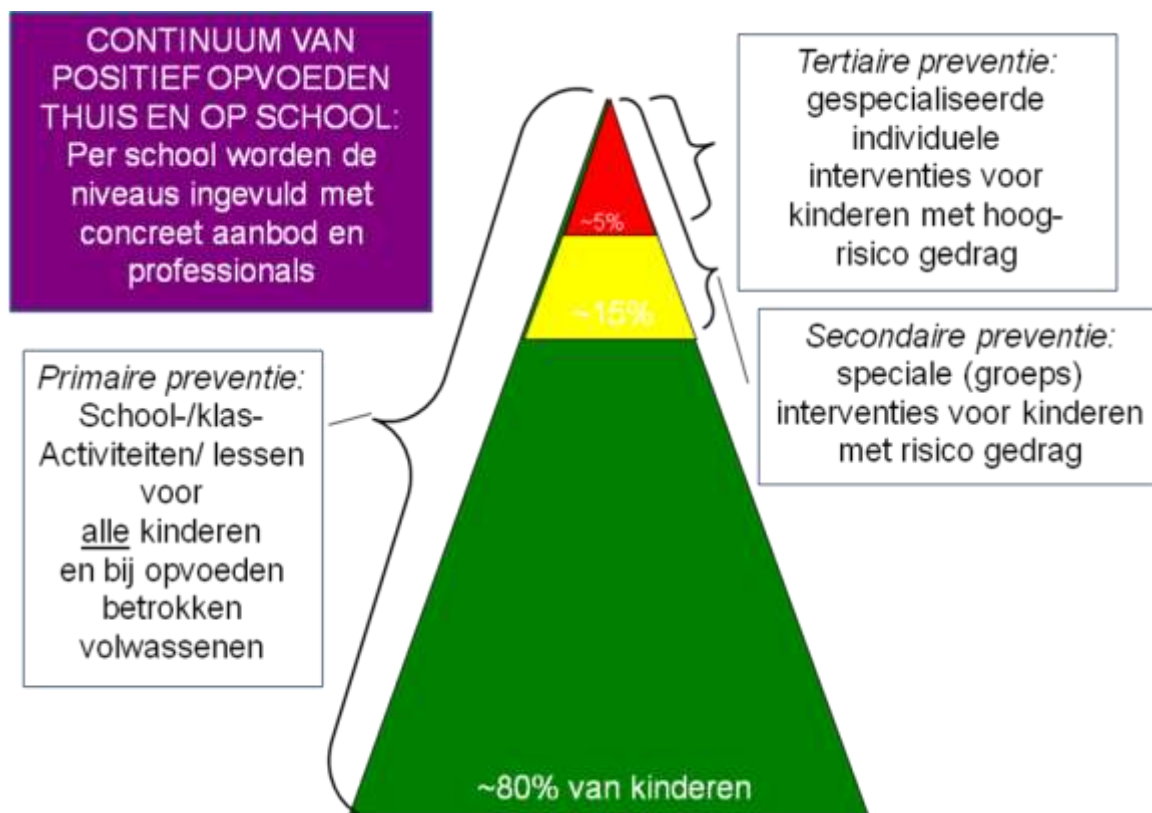 CONTINUUM VAN
POSITIEF OPVOEDEN
THUIS EN OP SCHOOL:
Per school worden de
niveaus ingevuld met
concreet aanbod en
professionals
Tertiaire preventie:
gespecialiseerde
individuele
interventies voor
kinderen met hoog-
risico gedrag
~5%
~15%
Secondaire preventie:
speciale (groeps)
interventies voor kinderen
met risico gedrag
Primaire preventie:
School-/klas-
Activiteiten/ lessen
voor
alle kinderen
en bij opvoeden
betrokken
volwassenen
~80% van kinderen